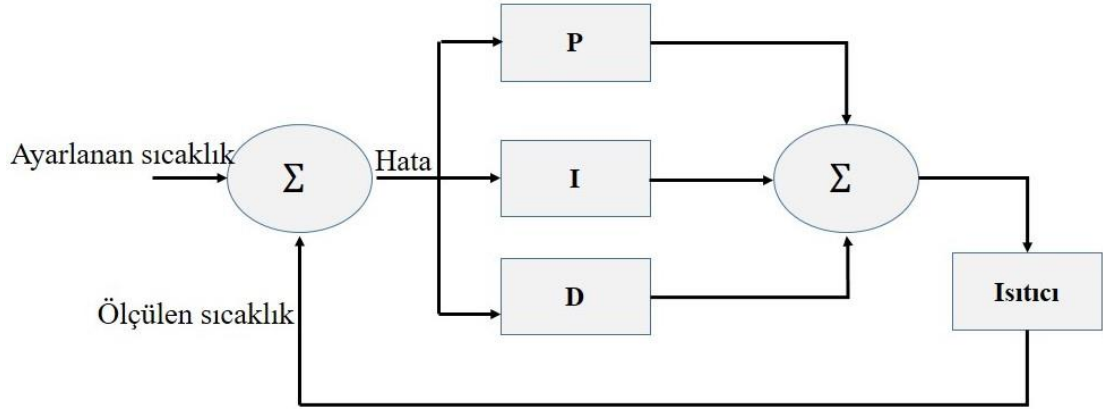 P
Ayarlanan sıcaklık
Σ
Hata
I
Σ
D
Isıtıcı
Ölçülen sıcaklık